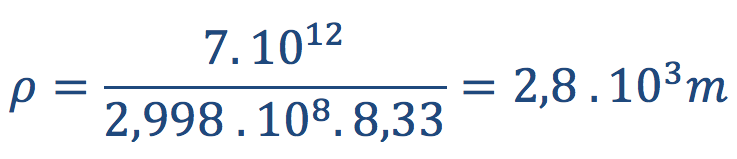 ρ = 7.10¹² / 2,998 . 10⁸. 8,33 = 2,8 . 10³m